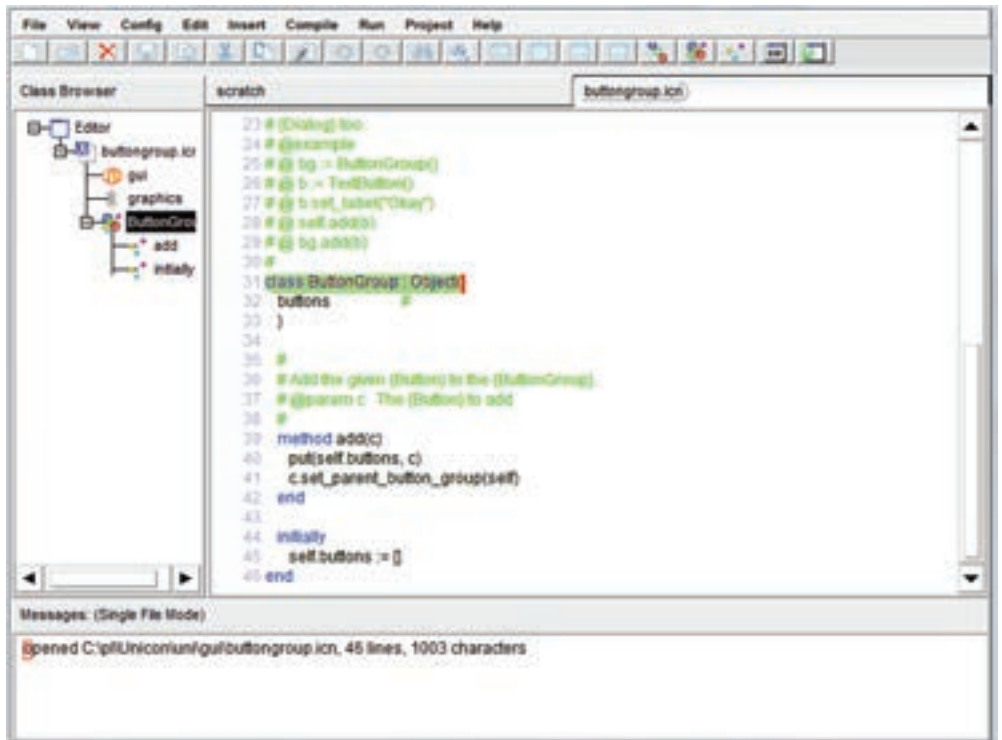 File View Config Edit Insert Compile Run Project Help
Class Browser
scratch
buttongroup.icn
Editor
buttongroup.icr
gui
graphics
ButtonGro
add
initially
23 # {Dialog} too.
24 # @example
25 # @ bg := ButtonGroup()
26 # @ b := TextButton()
27 # @ b.set_label("Okay")
28 # @ self.add(b)
29 # @ bg.add(b)
30 #
31 class ButtonGroup : Object(
32 buttons #
33 )
34
35 #
36 # Add the given {Button} to the {ButtonGroup}.
37 # @param c The {Button} to add
38 #
39 method add(c)
40 put(self.buttons, c)
41 c.set_parent_button_group(self)
42 end
43
44 initially
45 self.buttons := []
46 end
Messages: (Single File Mode)
opened C:\pl\Unicon\uni\gui\buttongroup.icn, 46 lines, 1003 characters